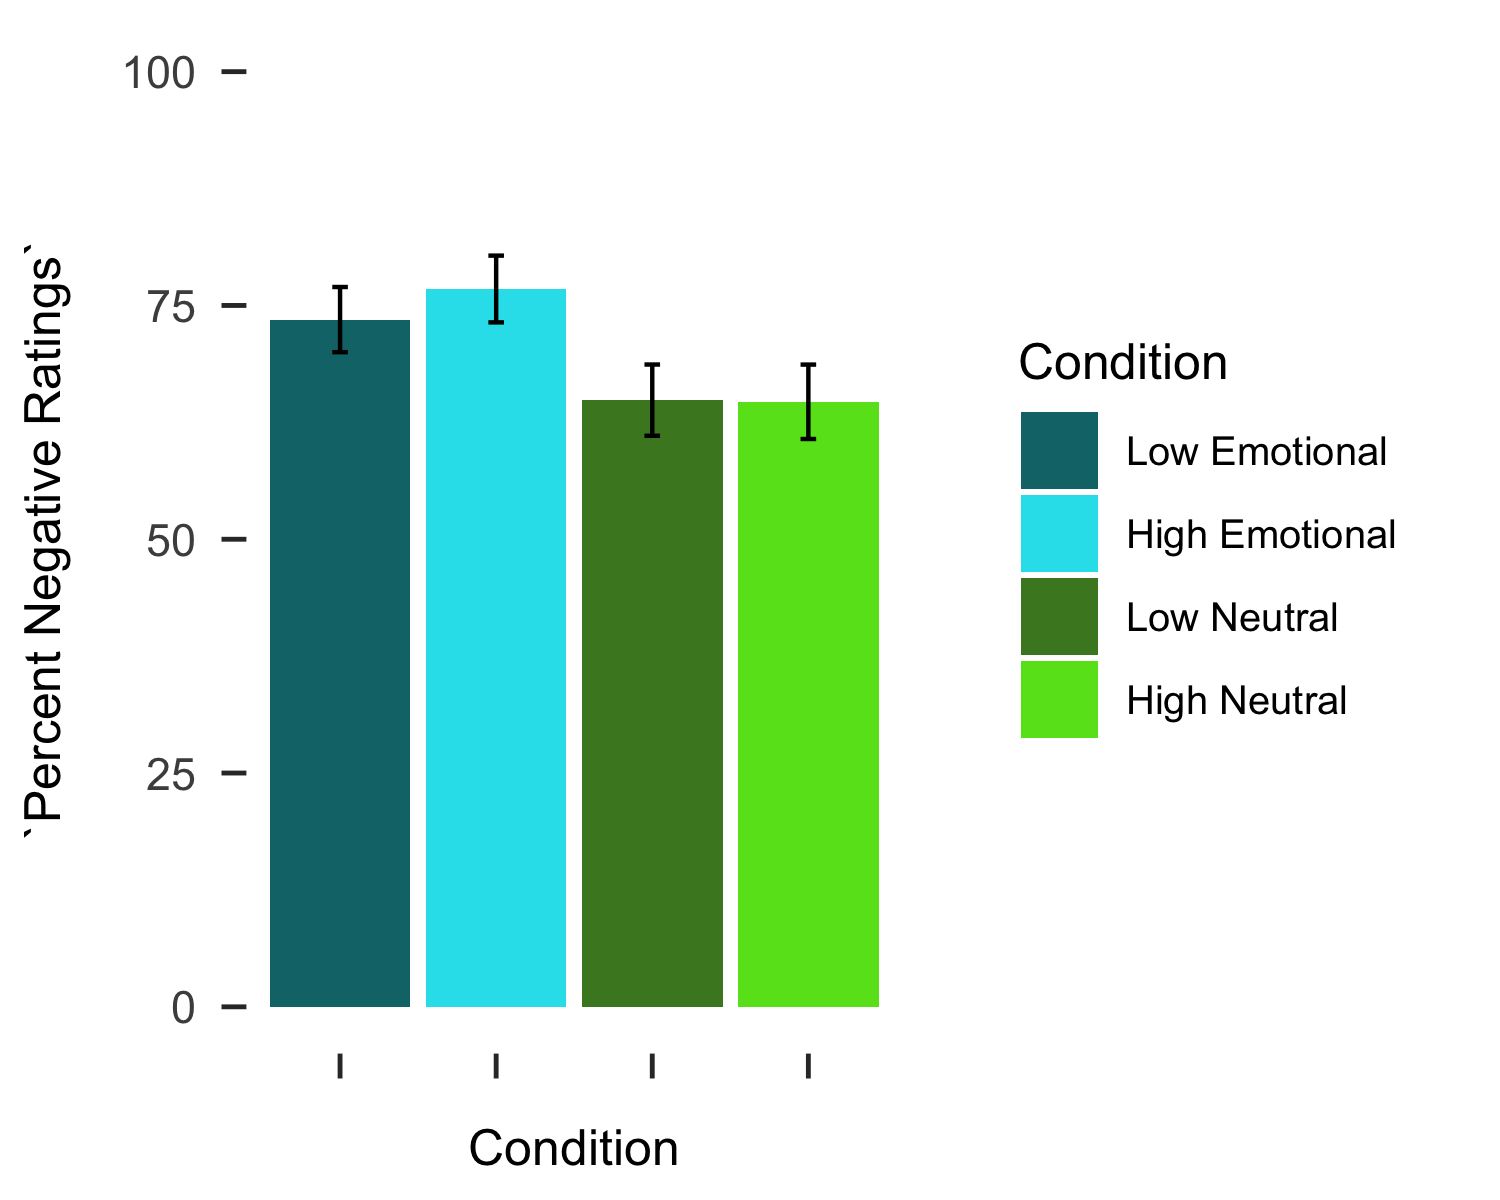 100
75
50
25
0
`Percent Negative Ratings`
Condition
Condition
Low Emotional
High Emotional
Low Neutral
High Neutral